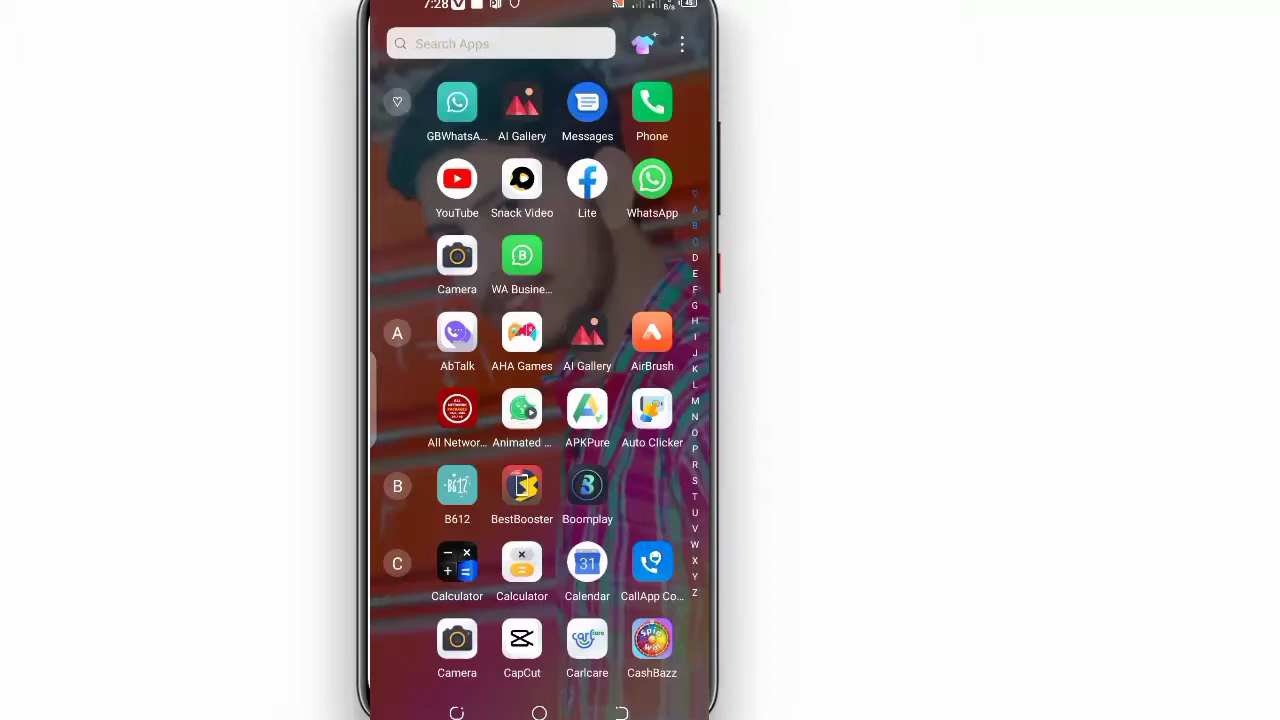 7:28 B/s 45
Search Apps
GBWhatsA... AI Gallery Messages Phone
YouTube Snack Video Lite WhatsApp
Camera WA Busine...
A
AbTalk AHA Games AI Gallery AirBrush
All Networ... Animated ... APKPure Auto Clicker
B
B612 BestBooster Boomplay
C
31
Calculator Calculator Calendar CallApp Co...
Camera CapCut Carlcare CashBazz
A
B
C
D
E
F
G
H
I
J
K
L
M
N
O
P
R
S
T
U
V
W
X
Y
Z